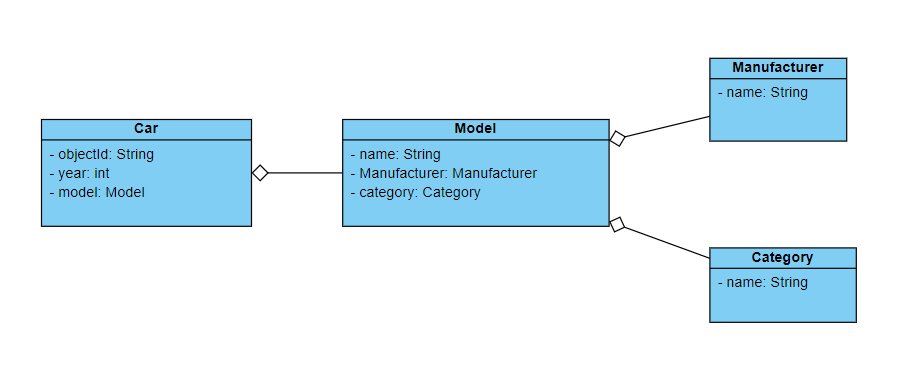 Car
- objectId: String
- year: int
- model: Model
Model
- name: String
- Manufacturer: Manufacturer
- category: Category
Manufacturer
- name: String
Category
- name: String